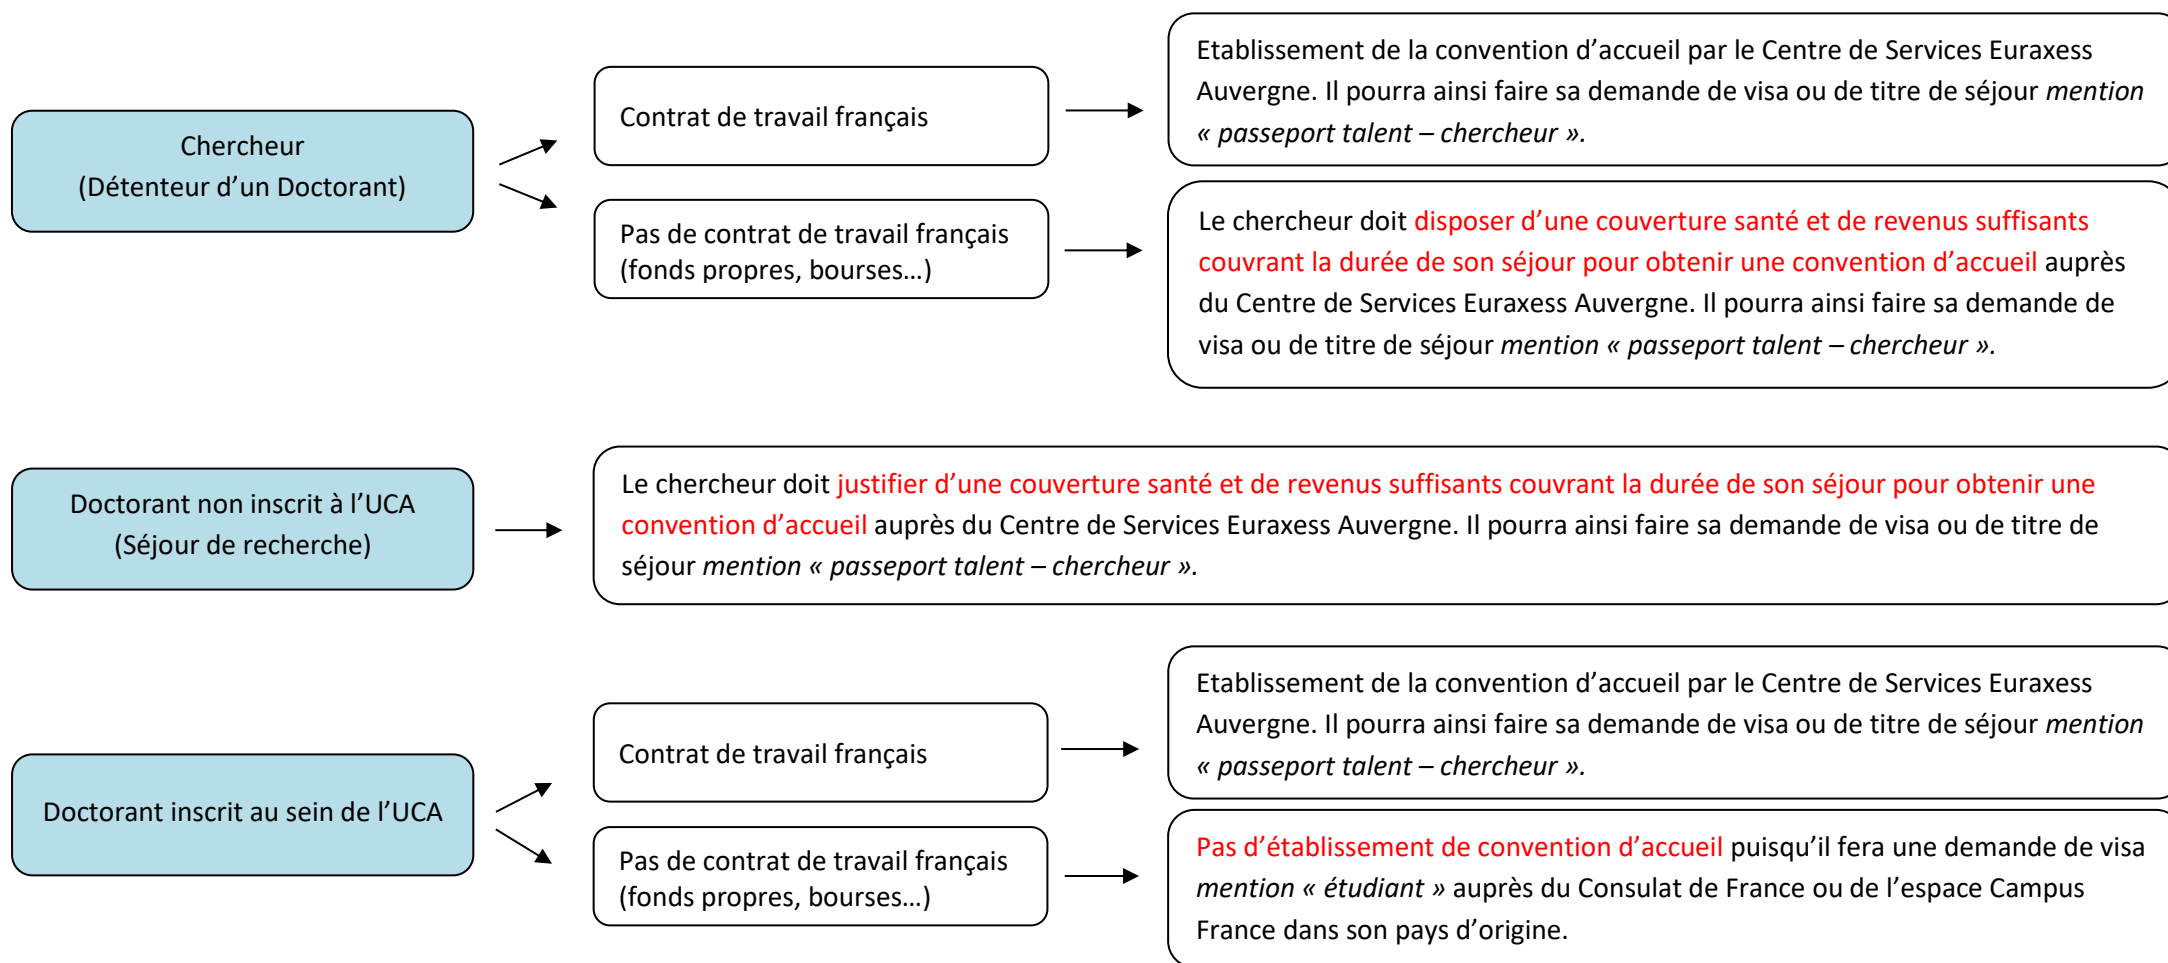 Chercheur
(Détenteur d’un Doctorant)
Contrat de travail français
Etablissement de la convention d’accueil par le Centre de Services Euraxess
Auvergne. Il pourra ainsi faire sa demande de visa ou de titre de séjour mention
« passeport talent – chercheur ».
Pas de contrat de travail français
(fonds propres, bourses…)
Le chercheur doit disposer d’une couverture santé et de revenus suffisants
couvrant la durée de son séjour pour obtenir une convention d’accueil auprès
du Centre de Services Euraxess Auvergne. Il pourra ainsi faire sa demande de
visa ou de titre de séjour mention « passeport talent – chercheur ».
Doctorant non inscrit à l’UCA
(Séjour de recherche)
Le chercheur doit justifier d’une couverture santé et de revenus suffisants couvrant la durée de son séjour pour obtenir une
convention d’accueil auprès du Centre de Services Euraxess Auvergne. Il pourra ainsi faire sa demande de visa ou de titre de
séjour mention « passeport talent – chercheur ».
Doctorant inscrit au sein de l’UCA
Contrat de travail français
Etablissement de la convention d’accueil par le Centre de Services Euraxess
Auvergne. Il pourra ainsi faire sa demande de visa ou de titre de séjour mention
« passeport talent – chercheur ».
Pas de contrat de travail français
(fonds propres, bourses…)
Pas d’établissement de convention d’accueil puisqu’il fera une demande de visa
mention « étudiant » auprès du Consulat de France ou de l’espace Campus
France dans son pays d’origine.